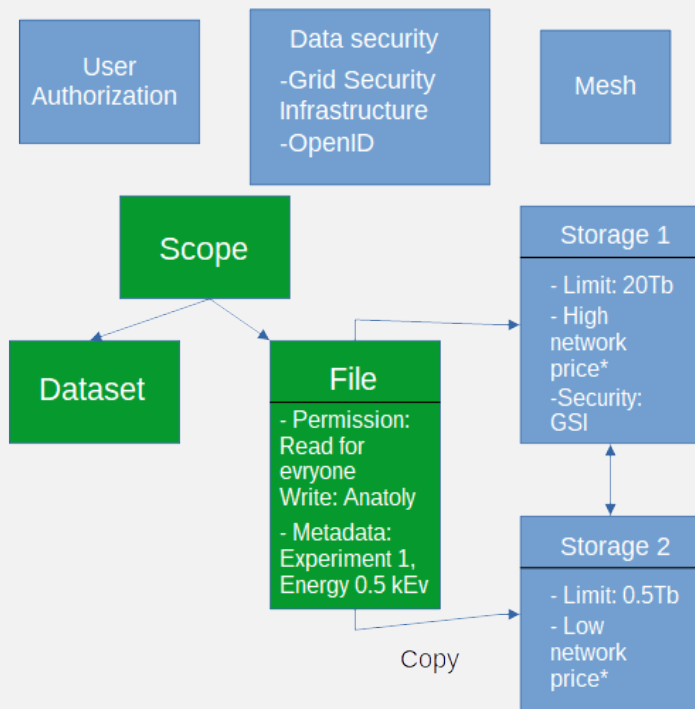 User
Authorization
Data security
-Grid Security
Infrastructure
-OpenID
Mesh
Scope
Dataset
File
- Permission:
Read for
evryone
Write: Anatoly
- Metadata:
Experiment 1,
Energy 0.5 kEv
Storage 1
- Limit: 20Tb
- High
network
price*
-Security:
GSI
Storage 2
- Limit: 0.5Tb
- Low
network
price*
Copy